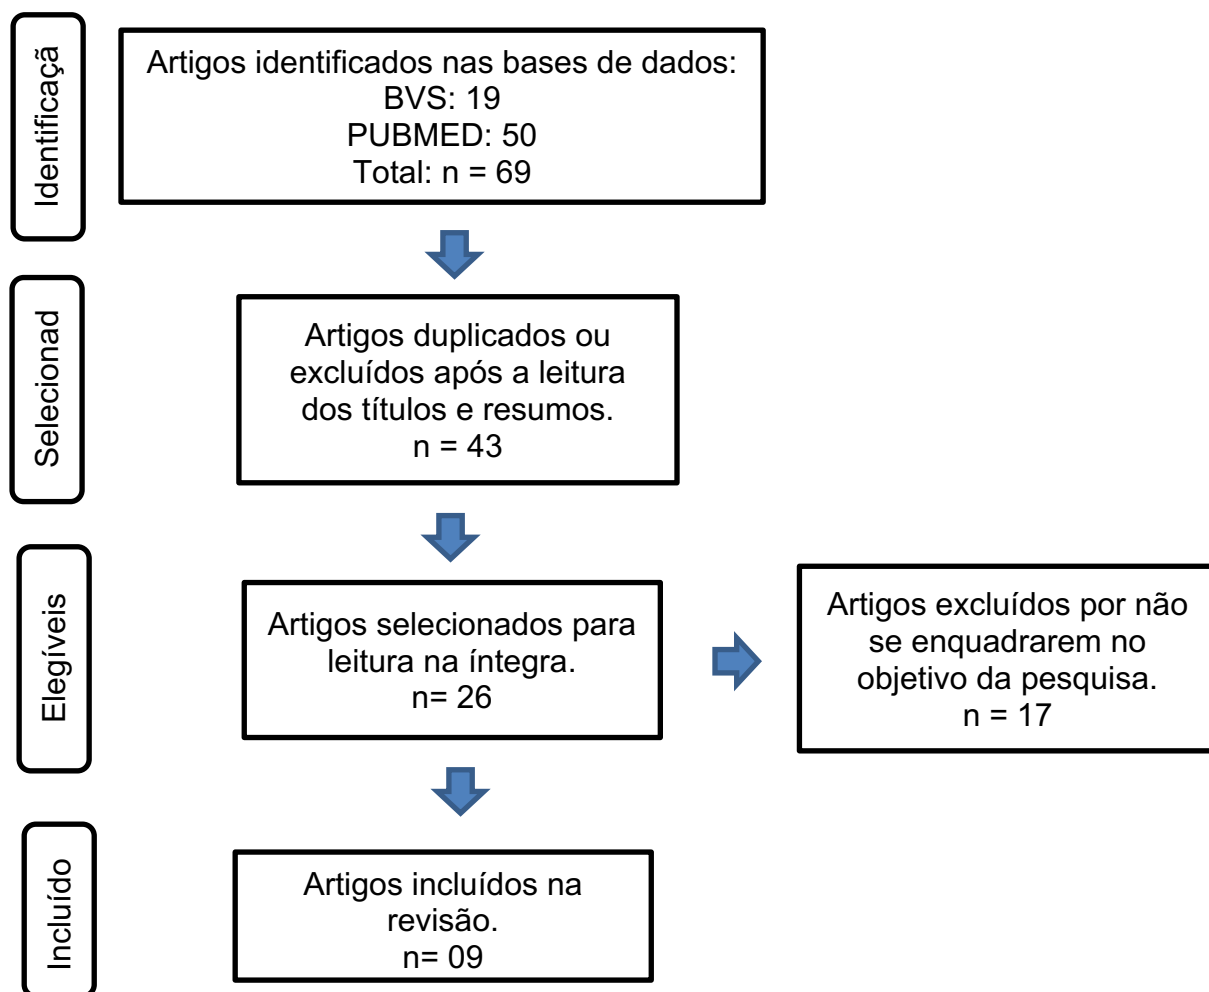 Identificaçã
Artigos identificados nas bases de dados:
BVS: 19
PUBMED: 50
Total: n = 69
Selecionad
Artigos duplicados ou
excluídos após a leitura
dos títulos e resumos.
n = 43
Elegíveis
Artigos selecionados para
leitura na íntegra.
n= 26
Artigos excluídos por não
se enquadrarem no
objetivo da pesquisa.
n = 17
Incluído
Artigos incluídos na
revisão.
n= 09